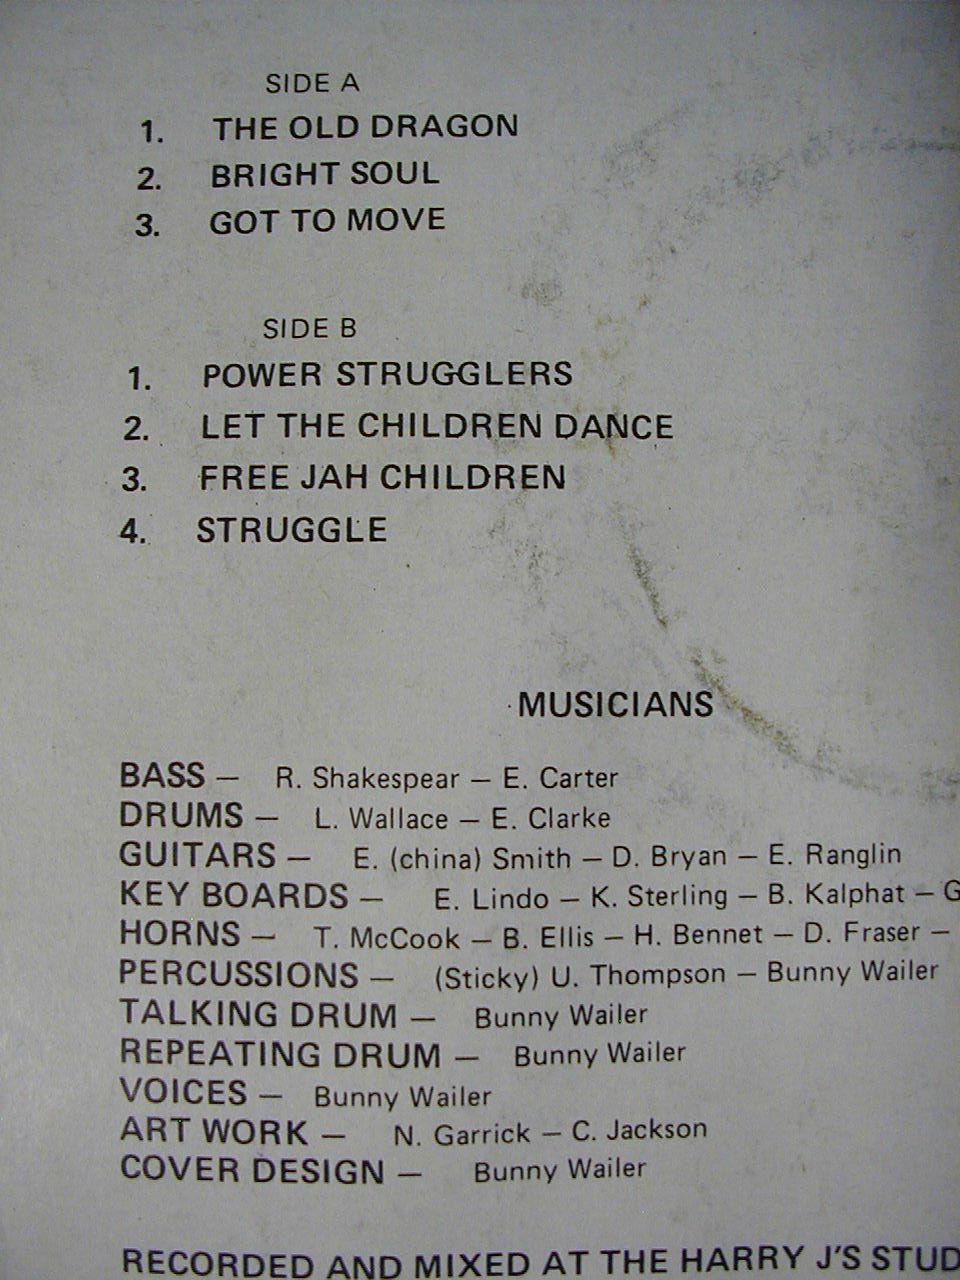 SIDE A
1. THE OLD DRAGON
2. BRIGHT SOUL
3. GOT TO MOVE
SIDE B
1. POWER STRUGGLERS
2. LET THE CHILDREN DANCE
3. FREE JAH CHILDREN
4. STRUGGLE
MUSICIANS
BASS — R. Shakespear — E. Carter
DRUMS — L. Wallace — E. Clarke
GUITARS — E. (china) Smith — D. Bryan — E. Ranglin
KEY BOARDS — E. Lindo — K. Sterling — B. Kalphat — G
HORNS — T. McCook — B. Ellis — H. Bennet — D. Fraser —
PERCUSSIONS — (Sticky) U. Thompson — Bunny Wailer
TALKING DRUM — Bunny Wailer
REPEATING DRUM — Bunny Wailer
VOICES — Bunny Wailer
ART WORK — N. Garrick — C. Jackson
COVER DESIGN — Bunny Wailer
RECORDED AND MIXED AT THE HARRY J'S STUD